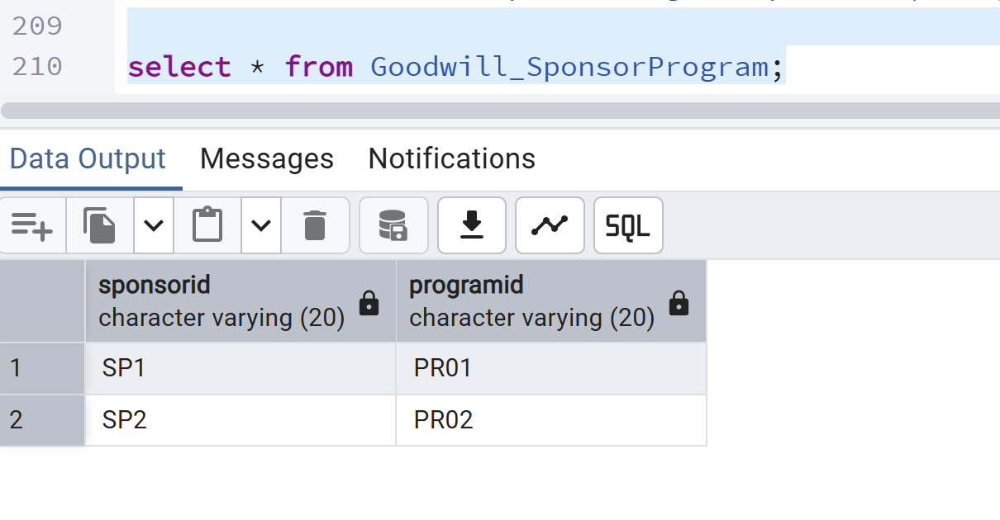 209
210 select * from Goodwill_SponsorProgram;
Data Output Messages Notifications
SQL
sponsorid programid
character varying (20) character varying (20)
1 SP1 PR01
2 SP2 PR02